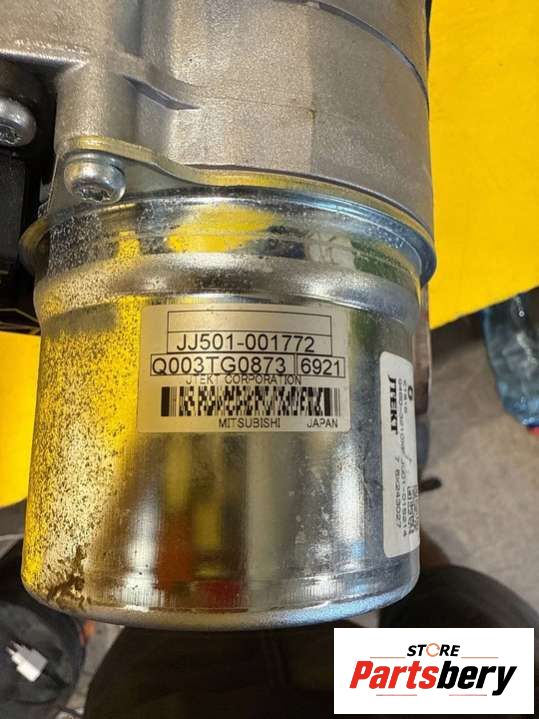 JJ501-001772
Q003TG0873 6921
JTEKT CORPORATION
MITSUBISHI JAPAN
JTEKT
STORE
Partsbery